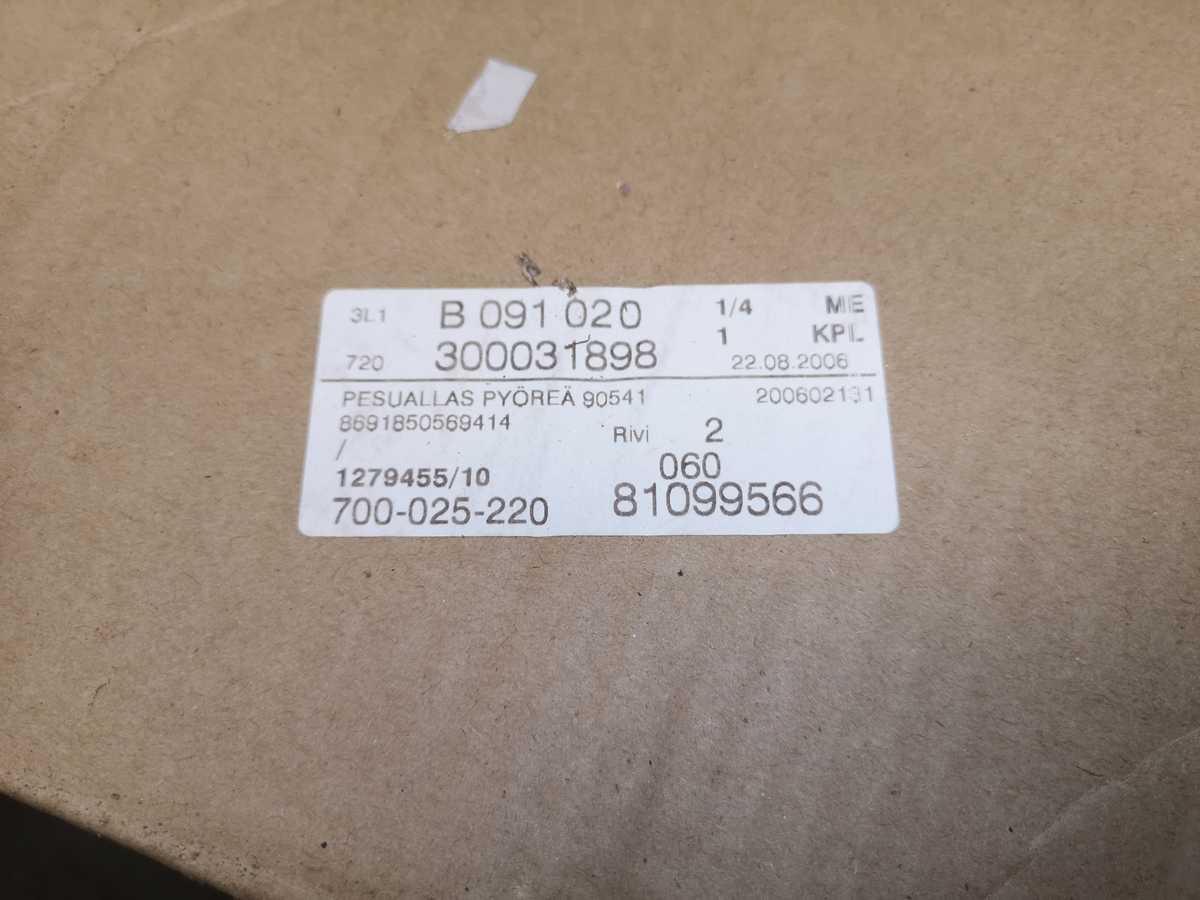 3L1 B 091 020 1/4 ME
1 KPL
720 300031898 22.08.2006
PESUALLAS PYÖREÄ 90541 200602131
8691850569414
Rivi 2
/
060
1279455/10
700-025-220 81099566